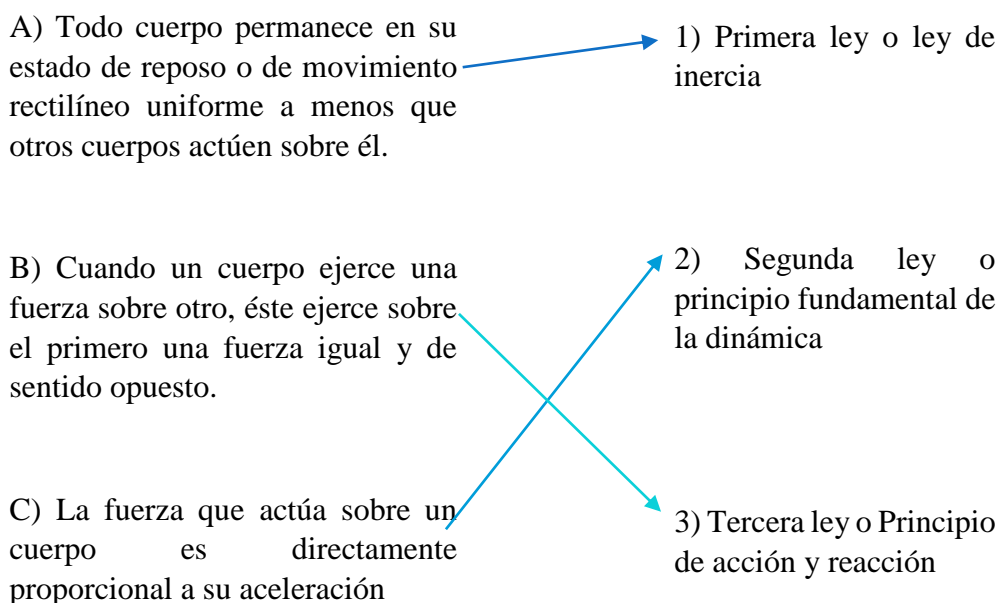 A) Todo cuerpo permanece en su
estado de reposo o de movimiento
rectilíneo uniforme a menos que
otros cuerpos actúen sobre él.
1) Primera ley o ley de
inercia
B) Cuando un cuerpo ejerce una
fuerza sobre otro, éste ejerce sobre
el primero una fuerza igual y de
sentido opuesto.
2) Segunda ley o
principio fundamental de
la dinámica
C) La fuerza que actúa sobre un
cuerpo es directamente
proporcional a su aceleración
3) Tercera ley o Principio
de acción y reacción